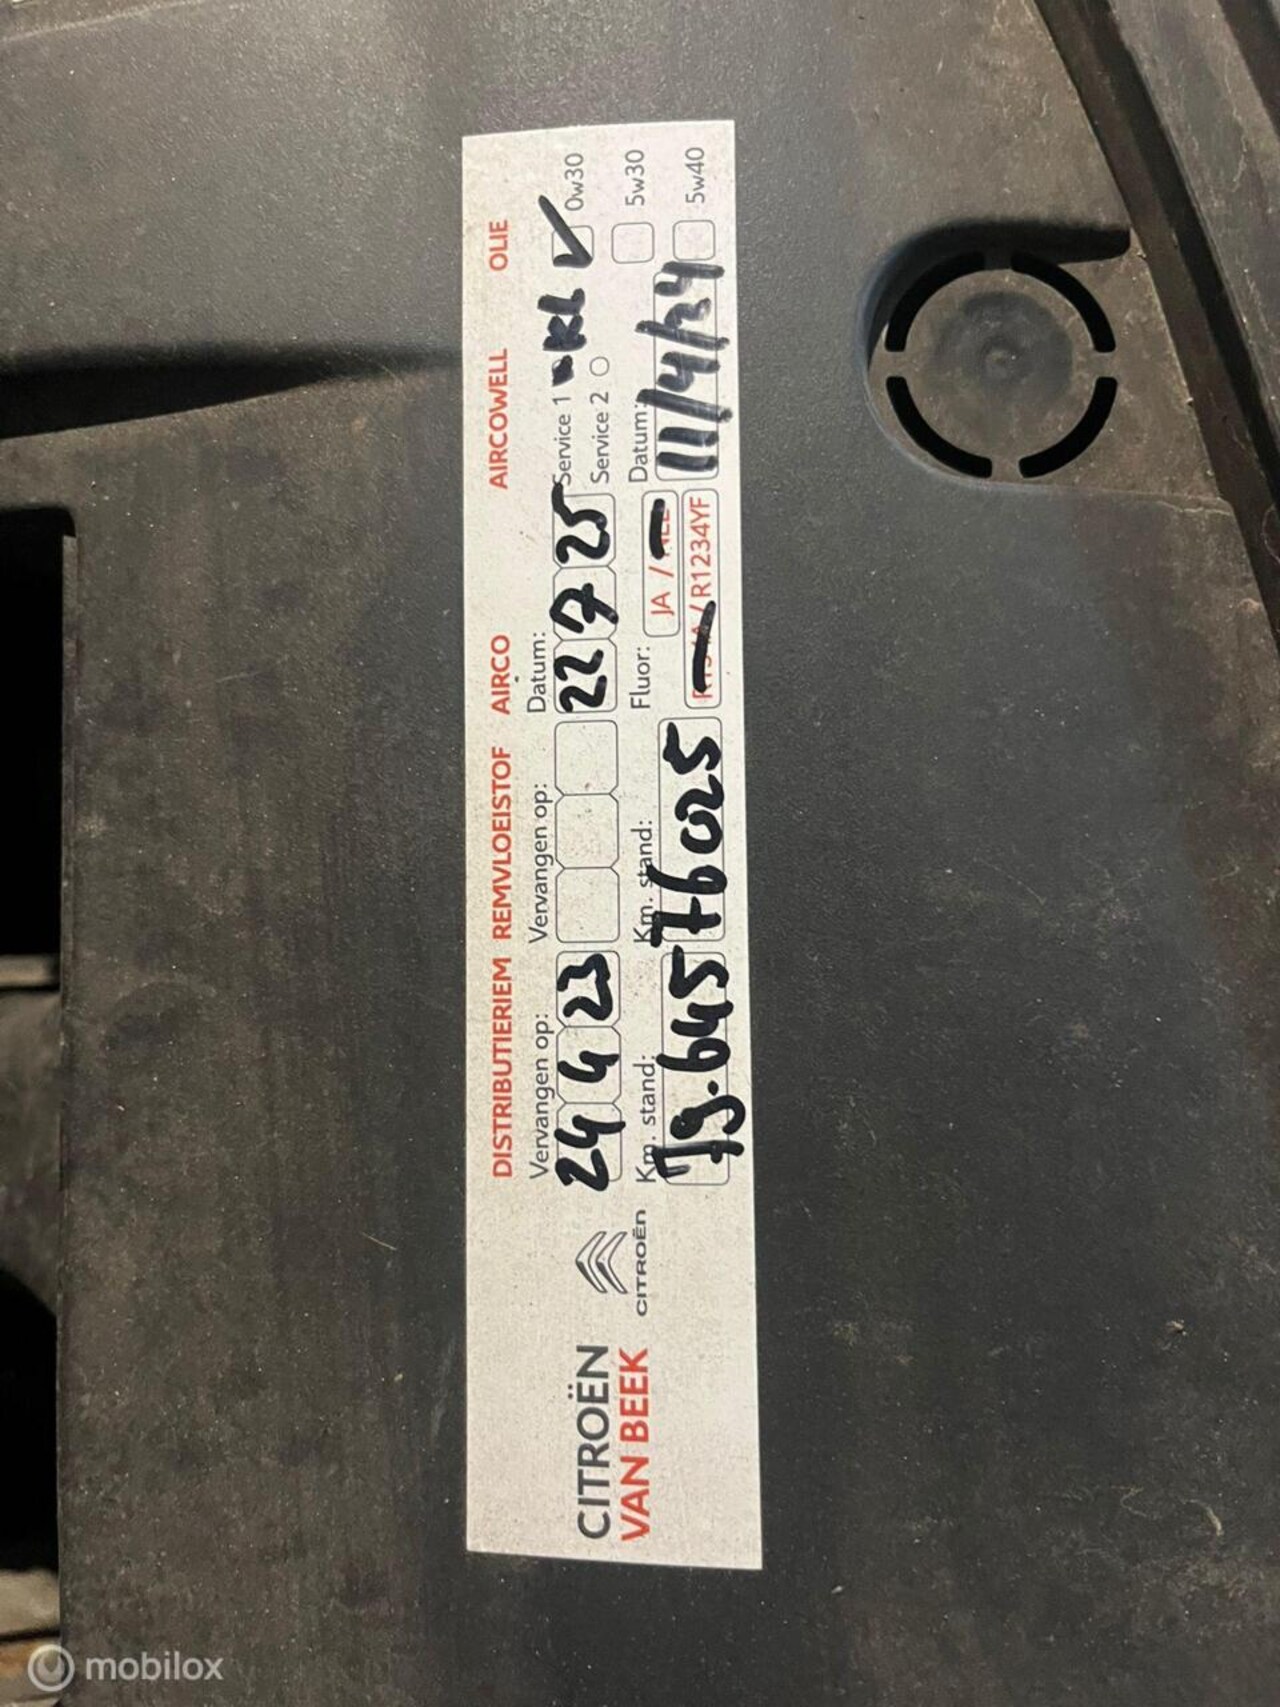 DISTRIBUTIERIEM REMVLOEISTOF AIRCO AIRCOWELL OLIE
Vervangen op: Vervangen op: Datum: Service 1 KL ✓ 0w30
24 4 23 22 7 25 Service 2 5w30
Km. stand: Km. stand: Fluor: JA / Datum: 5w40
79.645 76025 / R1234YF 11/4/24
CITROËN
CITROËN
VAN BEEK
mobilox